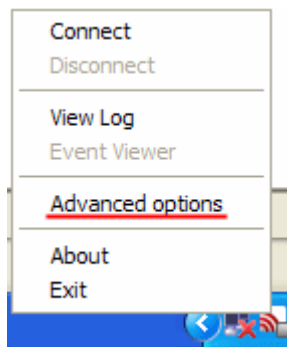 Connect
Disconnect
View Log
Event Viewer
Advanced options
About
Exit